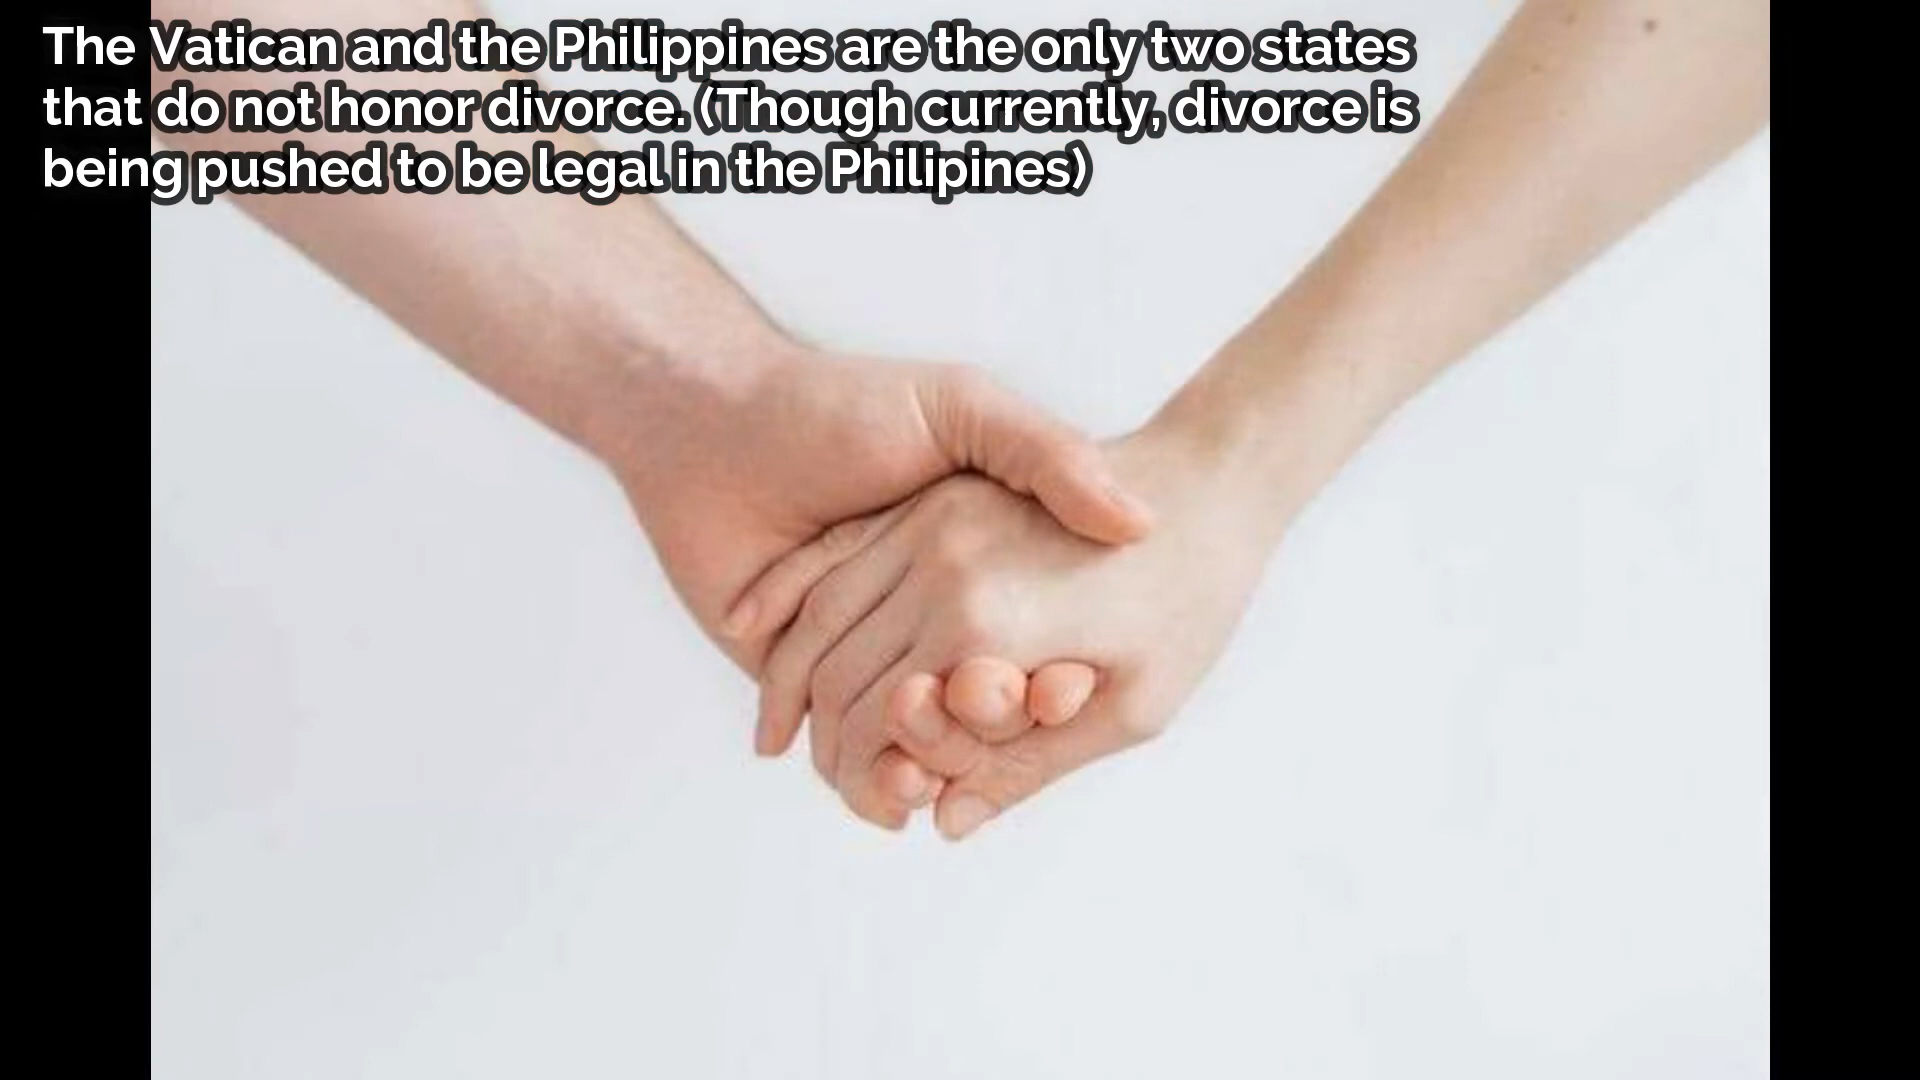 The Vatican and the Philippines are the only two states
that do not honor divorce. (Though currently, divorce is
being pushed to be legal in the Philipines)